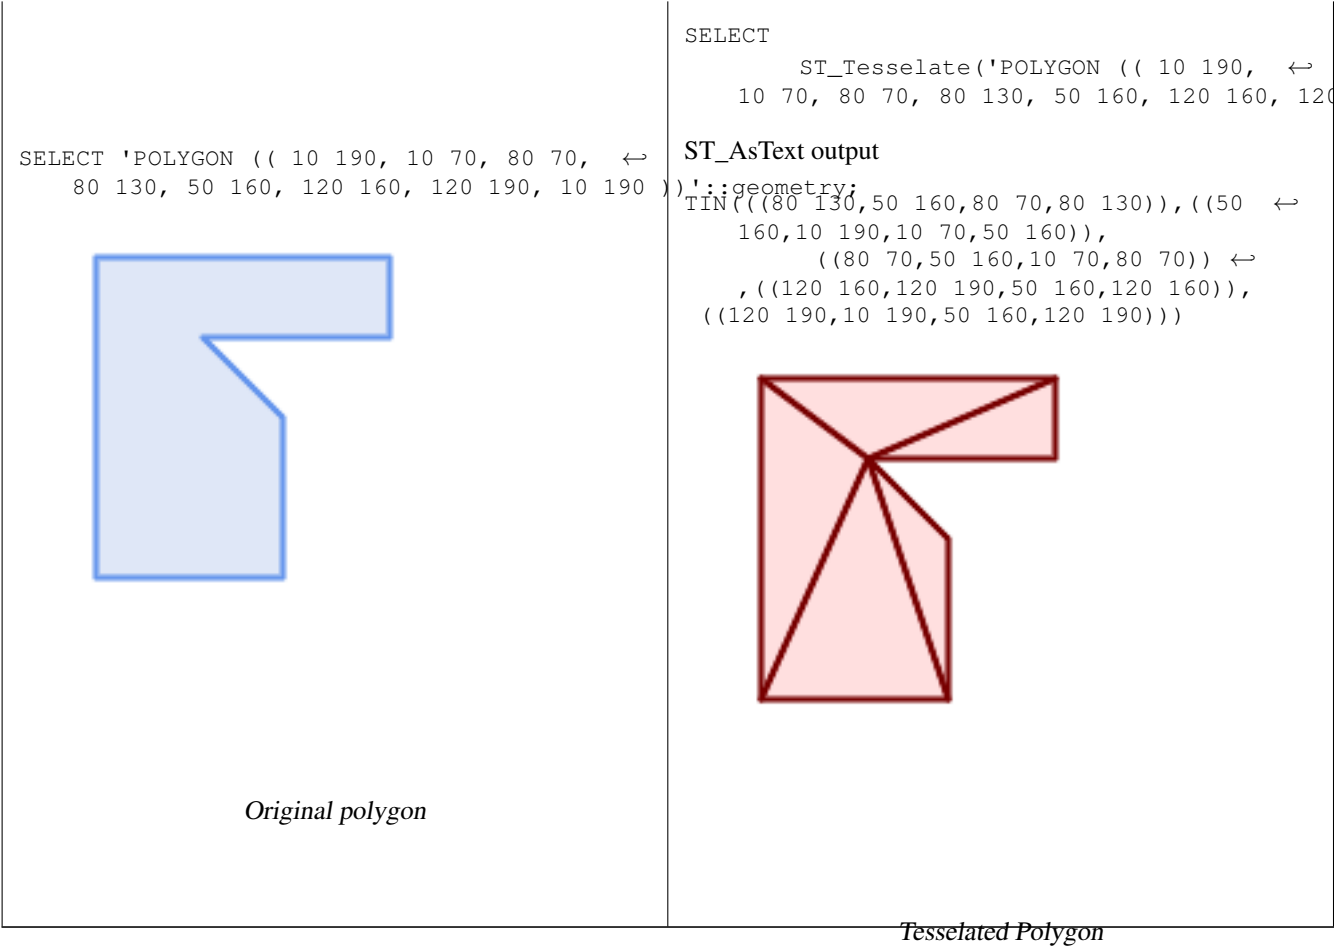 SELECT 'POLYGON (( 10 190, 10 70, 80 70, ↩
80 130, 50 160, 120 160, 120 190, 10 190 ))'::geometry;
Original polygon
SELECT
ST_Tesselate('POLYGON (( 10 190, ↩
10 70, 80 70, 80 130, 50 160, 120 160, 120
ST_AsText output
TIN(((80 130,50 160,80 70,80 130)),((50 ↩
160,10 190,10 70,50 160)),
((80 70,50 160,10 70,80 70)) ↩
,((120 160,120 190,50 160,120 160)),
((120 190,10 190,50 160,120 190)))
Tesselated Polygon